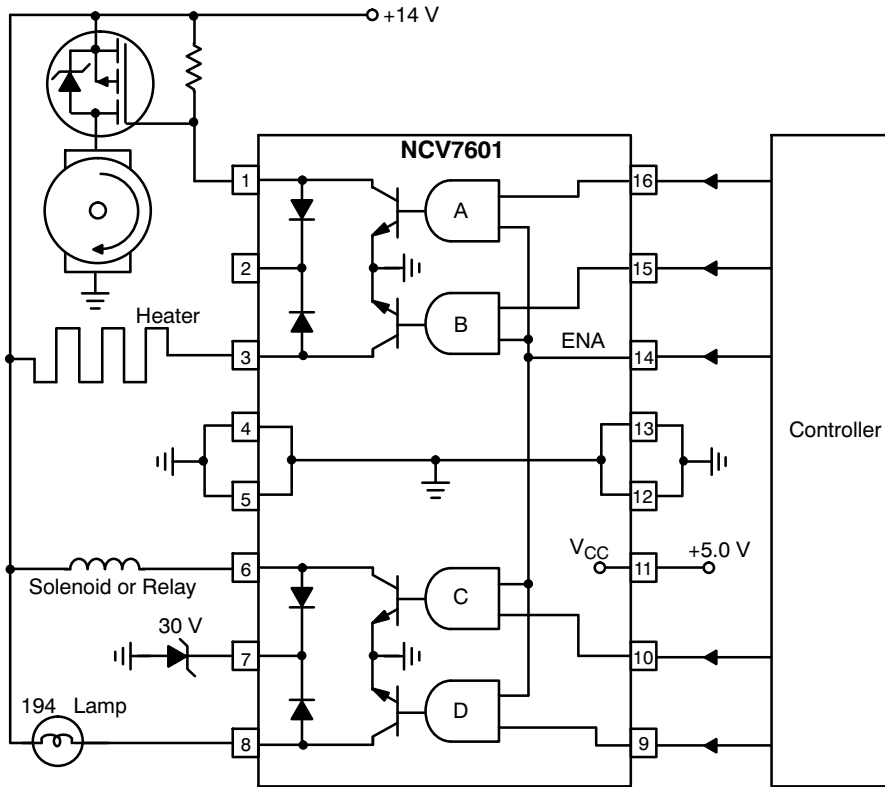 +14 V
NCV7601
1
A
16
2
15
B
Heater
ENA
3
14
4
13
Controller
5
12
VCC
+5.0 V
6
11
Solenoid or Relay
C
30 V
7
10
194 Lamp
D
8
9